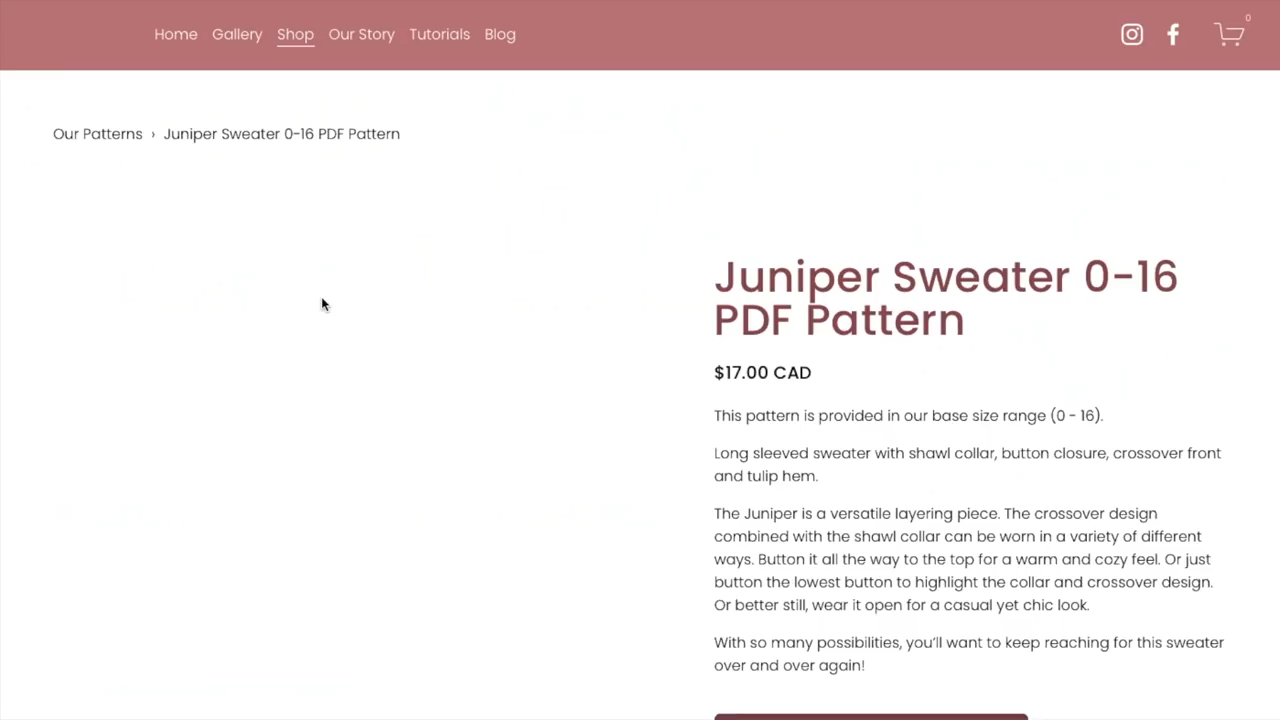 Home Gallery Shop Our Story Tutorials Blog
0
Our Patterns › Juniper Sweater 0-16 PDF Pattern
Juniper Sweater 0-16
PDF Pattern
$17.00 CAD
This pattern is provided in our base size range (0 - 16).
Long sleeved sweater with shawl collar, button closure, crossover front
and tulip hem.
The Juniper is a versatile layering piece. The crossover design
combined with the shawl collar can be worn in a variety of different
ways. Button it all the way to the top for a warm and cozy feel. Or just
button the lowest button to highlight the collar and crossover design.
Or better still, wear it open for a casual yet chic look.
With so many possibilities, you'll want to keep reaching for this sweater
over and over again!